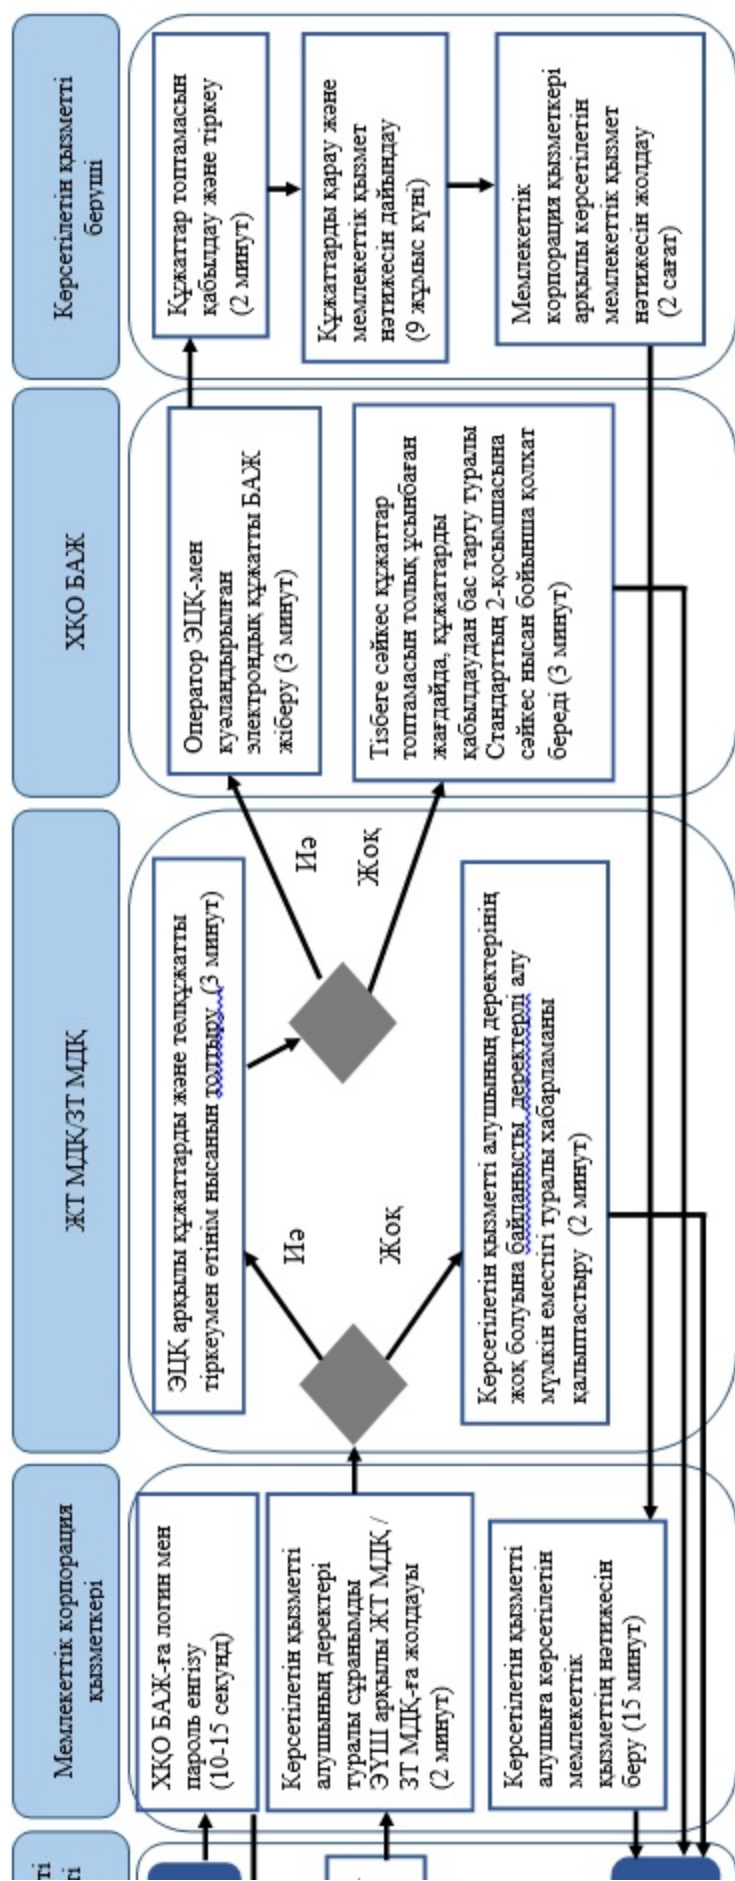 ті
ті
Мемлекеттік корпорация
қызметкері
ХҚО БАЖ-ға логин мен
пароль енгізу
(10-15 секунд)
Көрсетілетін қызметті
алушының деректері
туралы сұранымды
ЭҮШ арқылы ЖТ МДҚ /
ЗТ МДҚ-ға жолдауы
(2 минут)
Көрсетілетін қызметті
алушыға көрсетілетін
мемлекеттік
қызметтің нәтижесін
беру (15 минут)
ЖТ МДҚ/ЗТ МДҚ
ЭЦҚ арқылы құжаттарды және төлқұжатты
тіркеумен өтінім нысанын толтыру (3 минут)
Иә
Жоқ
Көрсетілетін қызметті алушының деректерінің
жоқ болуына байланысты деректерлі алу
мүмкін еместігі туралы хабарламаны
қалыптастыру (2 минут)
Иә
Жоқ
ХҚО БАЖ
Оператор ЭЦҚ-мен
куәландырылған
электрондық құжатты БАЖ
жіберу (3 минут)
Тізбеге сәйкес құжаттар
топтамасын толық ұсынбаған
жағдайда, құжаттарды
қабылдаудан бас тарту туралы
Стандарттың 2-қосымшасына
сәйкес нысан бойынша қолхат
береді (3 минут)
Көрсетілетін қызметті
беруші
Құжаттар топтамасын
қабылдау және тіркеу
(2 минут)
Құжаттарды қарау және
мемлекеттік қызмет
нәтижесін дайындау
(9 жұмыс күні)
Мемлекеттік
корпорация қызметкері
арқылы көрсетілетін
мемлекеттік қызмет
нәтижесін жолдау
(2 сағат)